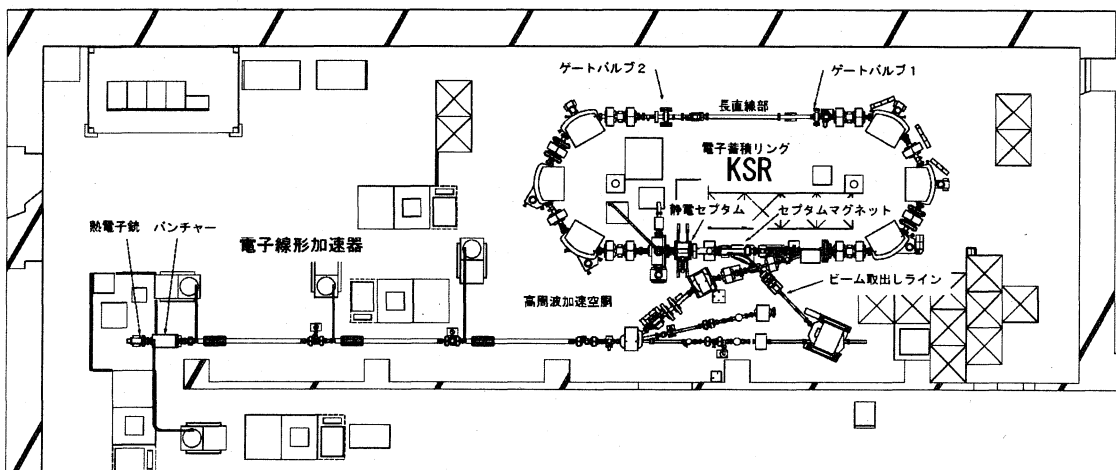 ゲートバルブ２
ゲートバルブ１
長直線部
電子蓄積リング
KSR
静電セプタム
セプタムマグネット
熱電子銃
バンチャー
電子線形加速器
高周波加速空胴
ビーム取出しライン